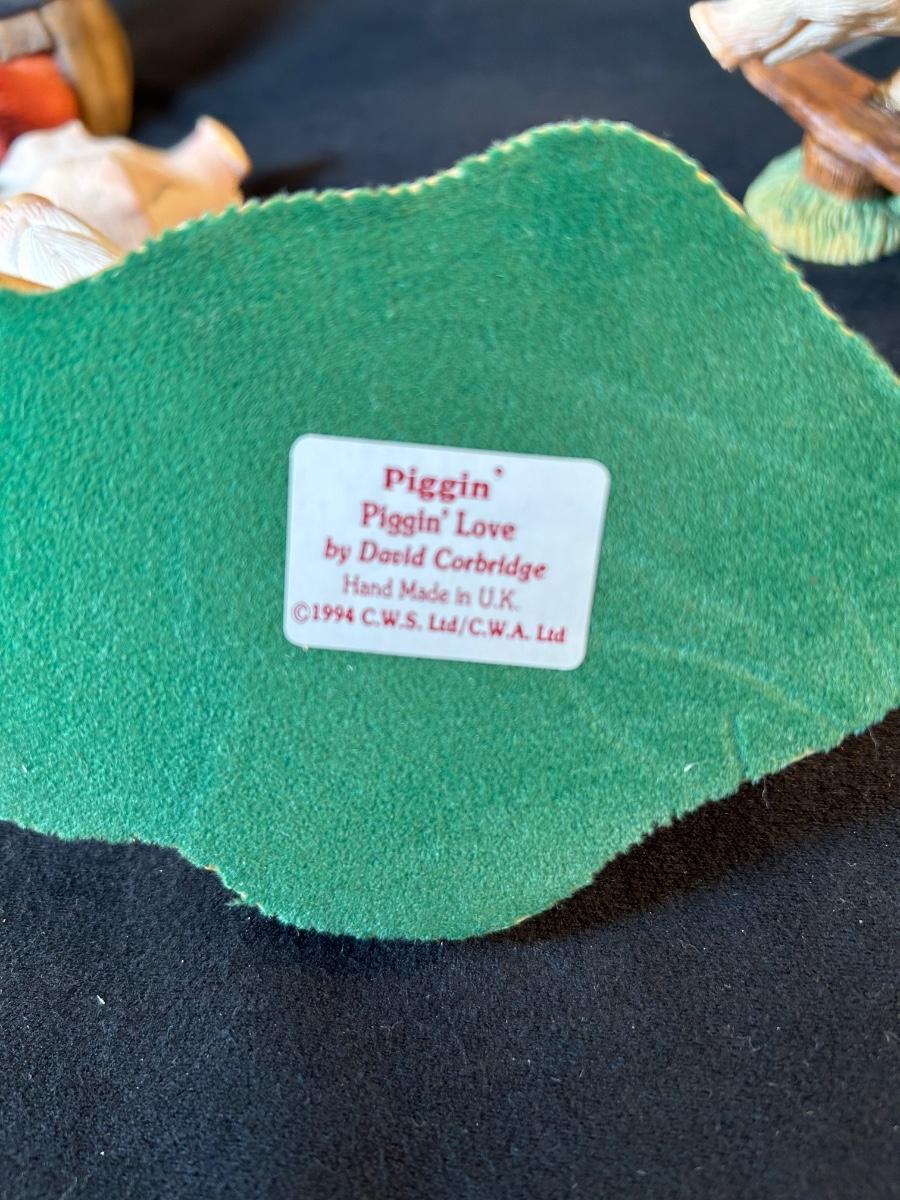 Piggin'
Piggin' Love
by David Corbridge
Hand Made in U.K.
©1994 C.W.S. Ltd/C.W.A. Ltd